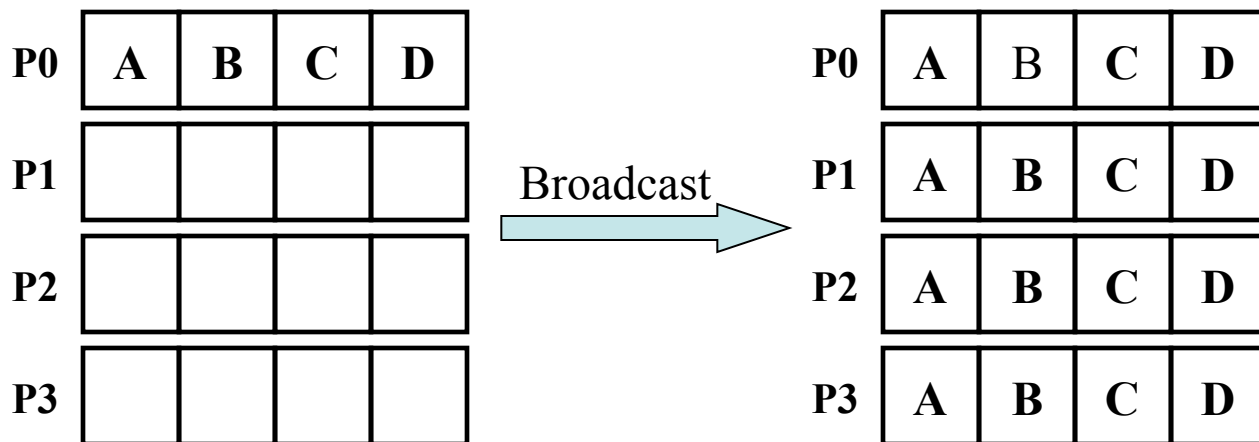 P0 A B C D P0 A B C D
P1 P1 A B C D
Broadcast
P2 P2 A B C D
P3 P3 A B C D